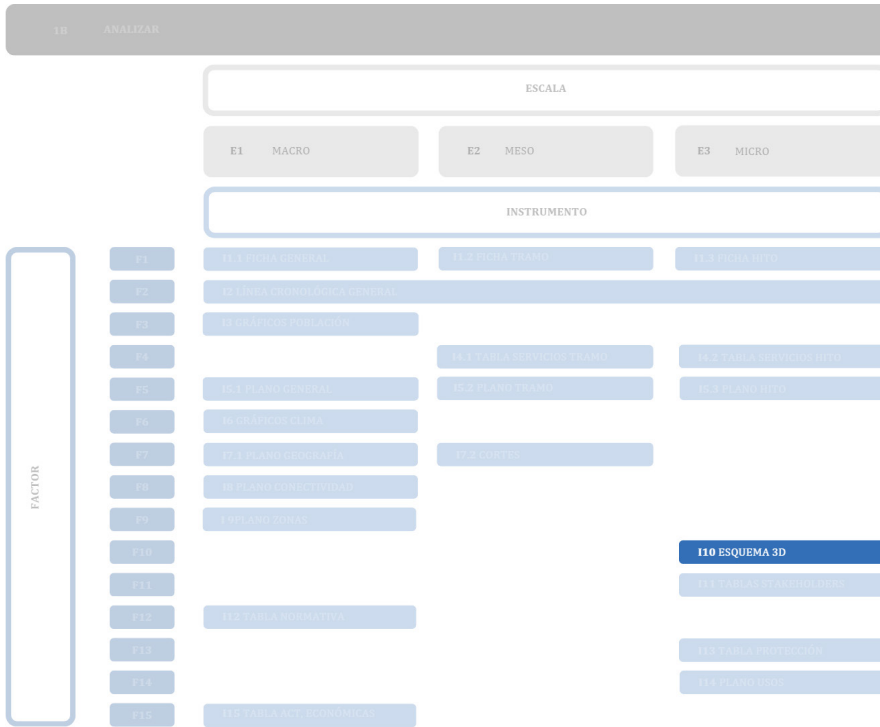 1B ANALIZAR
ESCALA
E1 MACRO E2 MESO E3 MICRO
INSTRUMENTO
F1 I1.1 FICHA GENERAL I1.2 FICHA TRAMO I1.3 FICHA HITO
F2 I2 LÍNEA CRONOLÓGICA GENERAL
F3 I3 GRÁFICOS POBLACIÓN
F4 I4.1 TABLA SERVICIOS TRAMO I4.2 TABLA SERVICIOS HITO
F5 I5.1 PLANO GENERAL I5.2 PLANO TRAMO I5.3 PLANO HITO
F6 I6 GRÁFICOS CLIMA
F7 I7.1 PLANO GEOGRAFÍA I7.2 CORTES
FACTOR
F8 I8 PLANO CONECTIVIDAD
F9 I 9PLANO ZONAS
F10 I10 ESQUEMA 3D
F11 I11 TABLAS STAKEHOLDERS
F12 I12 TABLA NORMATIVA
F13 I13 TABLA PROTECCIÓN
F14 I14 PLANO USOS
F15 I15 TABLA ACT. ECONÓMICAS